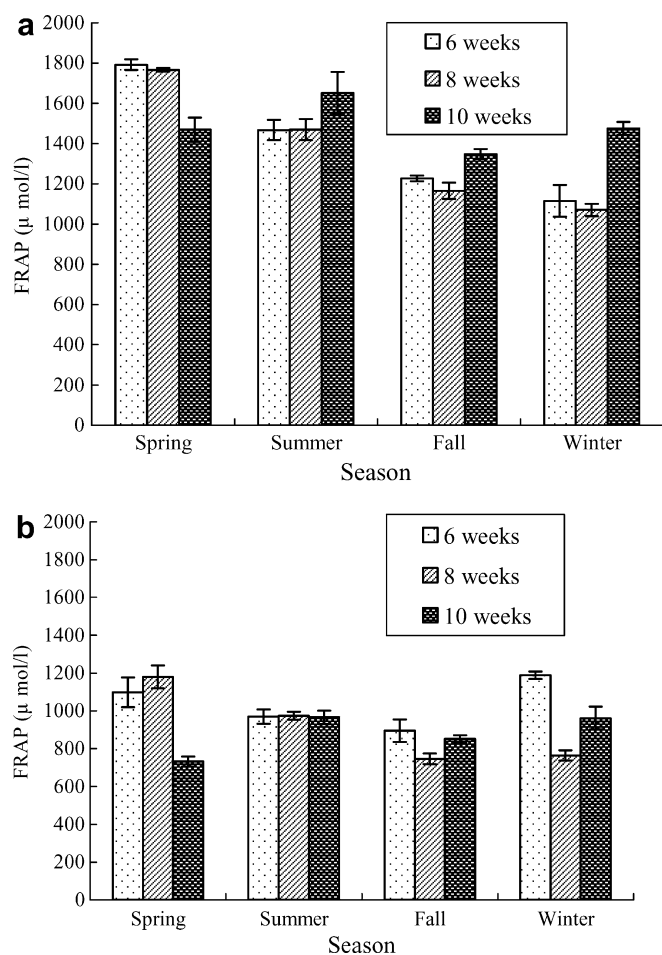 a
2000
1800
1600
1400
1200
1000
800
600
400
200
0
FRAP (µ mol/l)
6 weeks
8 weeks
10 weeks
Spring Summer Fall Winter
Season
b
2000
1800
1600
1400
1200
1000
800
600
400
200
0
FRAP (µ mol/l)
6 weeks
8 weeks
10 weeks
Spring Summer Fall Winter
Season